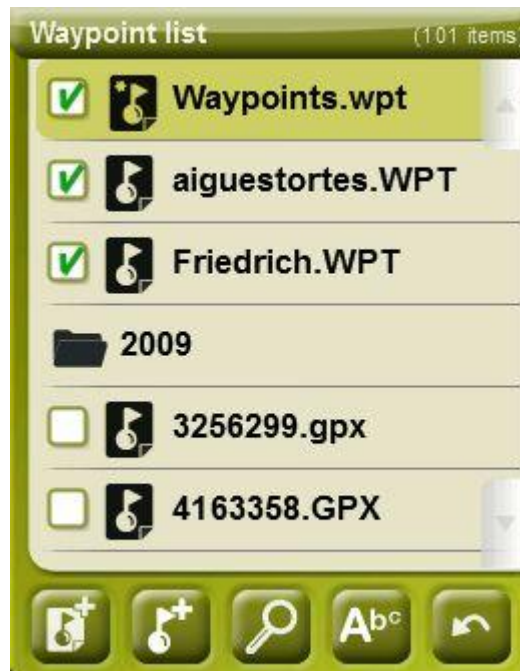 Waypoint list (101 items)
Waypoints.wpt
aiguestortes.WPT
Friedrich.WPT
2009
3256299.gpx
4163358.GPX
Abc